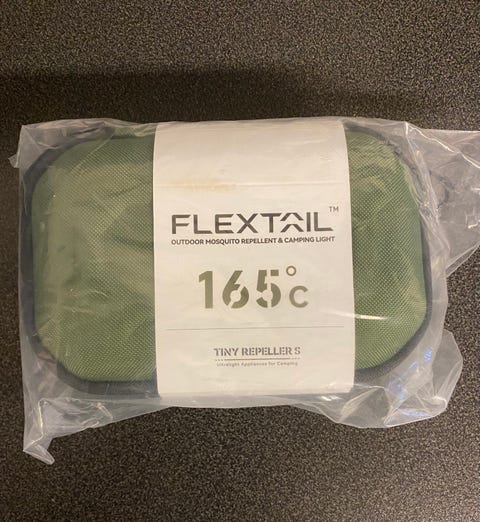 FLEXTAIL™
OUTDOOR MOSQUITO REPELLENT & CAMPING LIGHT
165°C
TINY REPELLER S
Ultralight Appliances for Camping